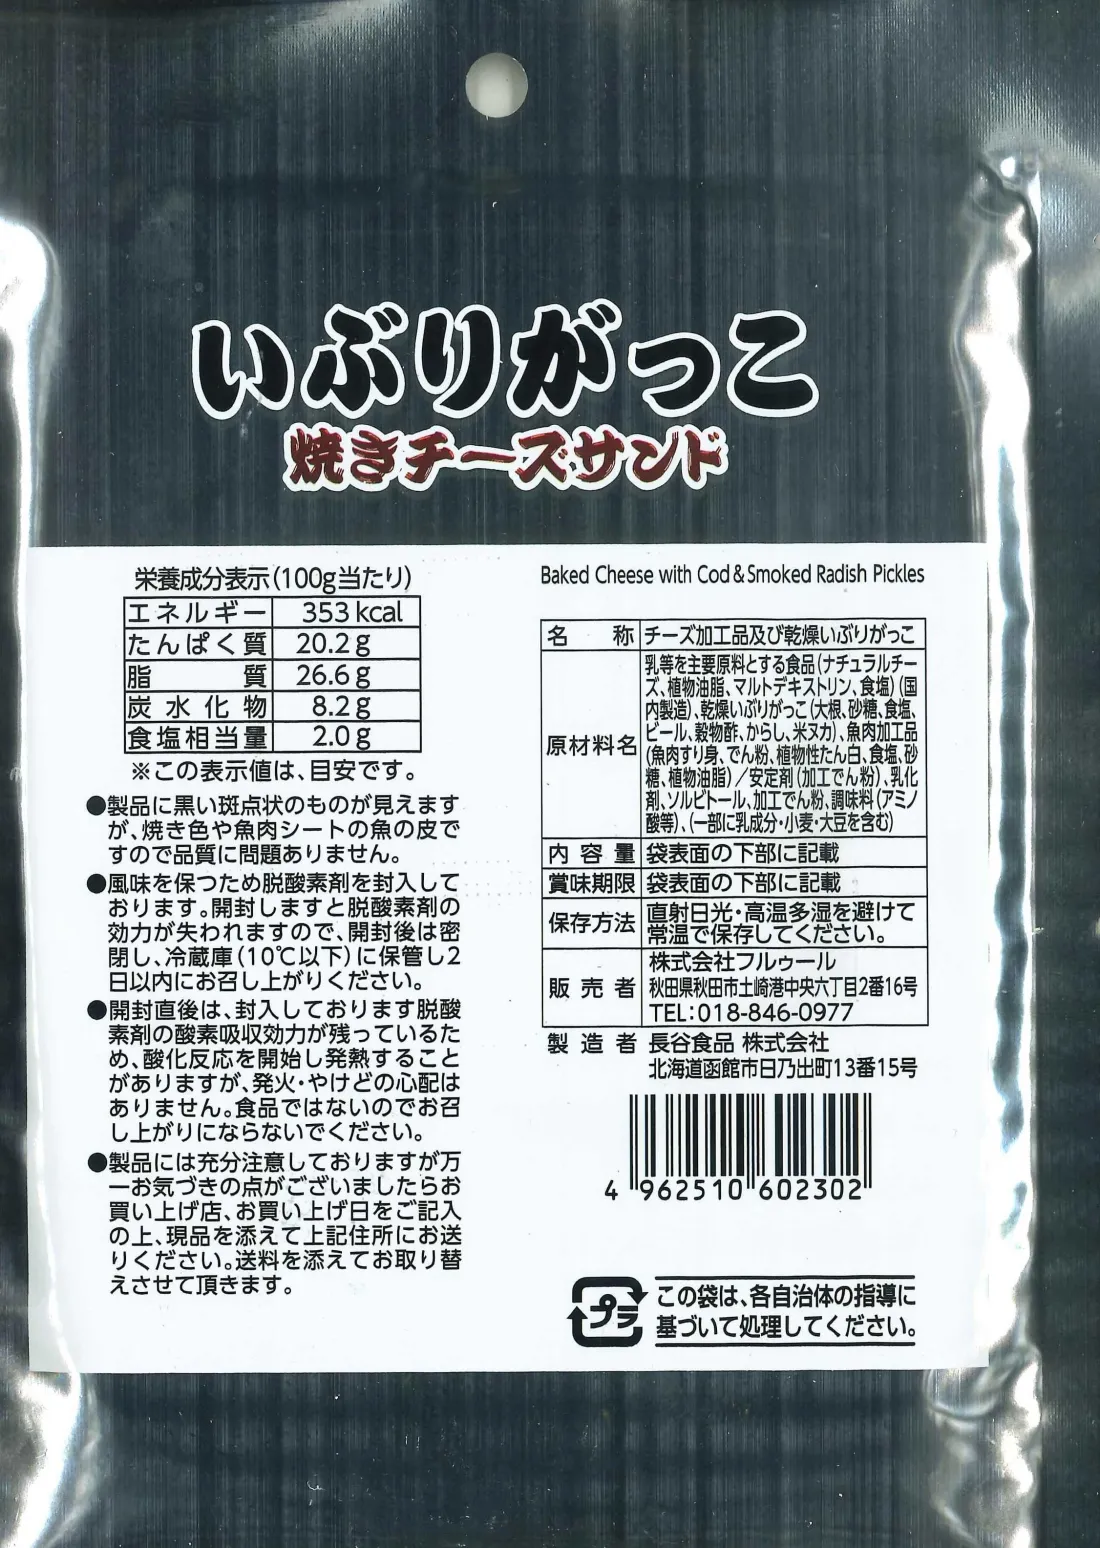 いぶりがっこ
焼きチーズサンド
栄養成分表示(100g当たり)
エネルギー 353kcal
たんぱく質 20.2g
脂質 26.6g
炭水化物 8.2g
食塩相当量 2.0g
※この表示値は、目安です。
●製品に黒い斑点状のものが見えます
が、焼き色や魚肉シートの魚の皮で
すので品質に問題ありません。
●風味を保つため脱酸素剤を封入して
おります。開封しますと脱酸素剤の
効力が失われますので、開封後は密
閉し、冷蔵庫(10℃以下)に保管し2
日以内にお召し上がりください。
●開封直後は、封入しております脱酸
素剤の酸素吸収効力が残っているた
め、酸化反応を開始し発熱すること
がありますが、発火・やけどの心配は
ありません。食品ではないのでお召
し上がりにならないでください。
●製品には充分注意しておりますが万
一お気づきの点がございましたらお
買い上げ店、お買い上げ日をご記入
の上、現品を添えて上記住所にお送
りください。送料を添えてお取り替
えさせて頂きます。
Baked Cheese with Cod&Smoked Radish Pickles
名称 チーズ加工品及び乾燥いぶりがっこ
原材料名 乳等を主要原料とする食品(ナチュラルチー
ズ、植物油脂、マルトデキストリン、食塩)(国
内製造)、乾燥いぶりがっこ(大根、砂糖、食塩、
ビール、穀物酢、からし、米ヌカ)、魚肉加工品
(魚肉すり身、でん粉、植物性たん白、食塩、砂
糖、植物油脂)/安定剤(加工でん粉)、乳化
剤、ソルビトール、加工でん粉、調味料(アミノ
酸等)、(一部に乳成分・小麦・大豆を含む)
内容量 袋表面の下部に記載
賞味期限 袋表面の下部に記載
保存方法 直射日光・高温多湿を避けて
常温で保存してください。
販売者 株式会社フルゥール
秋田県秋田市土崎港中央六丁目2番16号
TEL:018-846-0977
製造者 長谷食品 株式会社
北海道函館市日乃出町13番15号
4 962510 602302
プラ
この袋は、各自治体の指導に
基づいて処理してください。